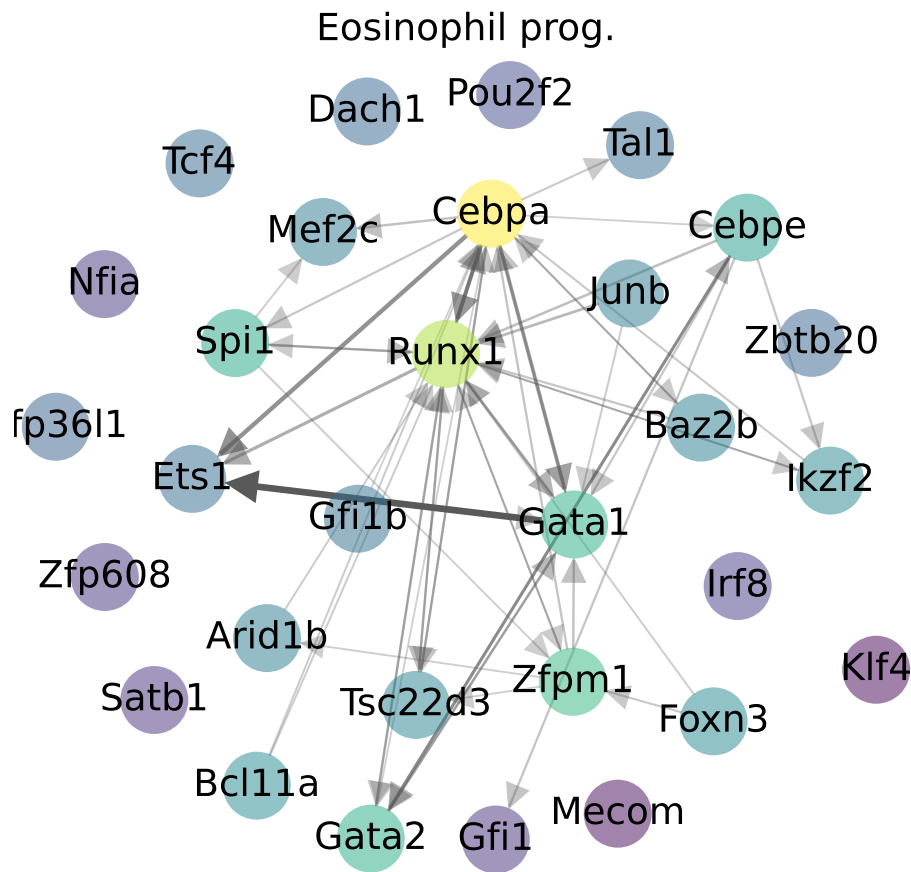 Eosinophil prog.
Pou2f2
Dach1
Tal1
Tcf4
Cebpa
Cebpe
Mef2c
Nfia
Junb
Spi1
Runx1
Zbtb20
fp36l1
Baz2b
Ets1
Ikzf2
Gfi1b
Gata1
Zfp608
Irf8
Arid1b
Klf4
Zfpm1
Satb1
Tsc22d3
Foxn3
Bcl11a
Mecom
Gata2
Gfi1